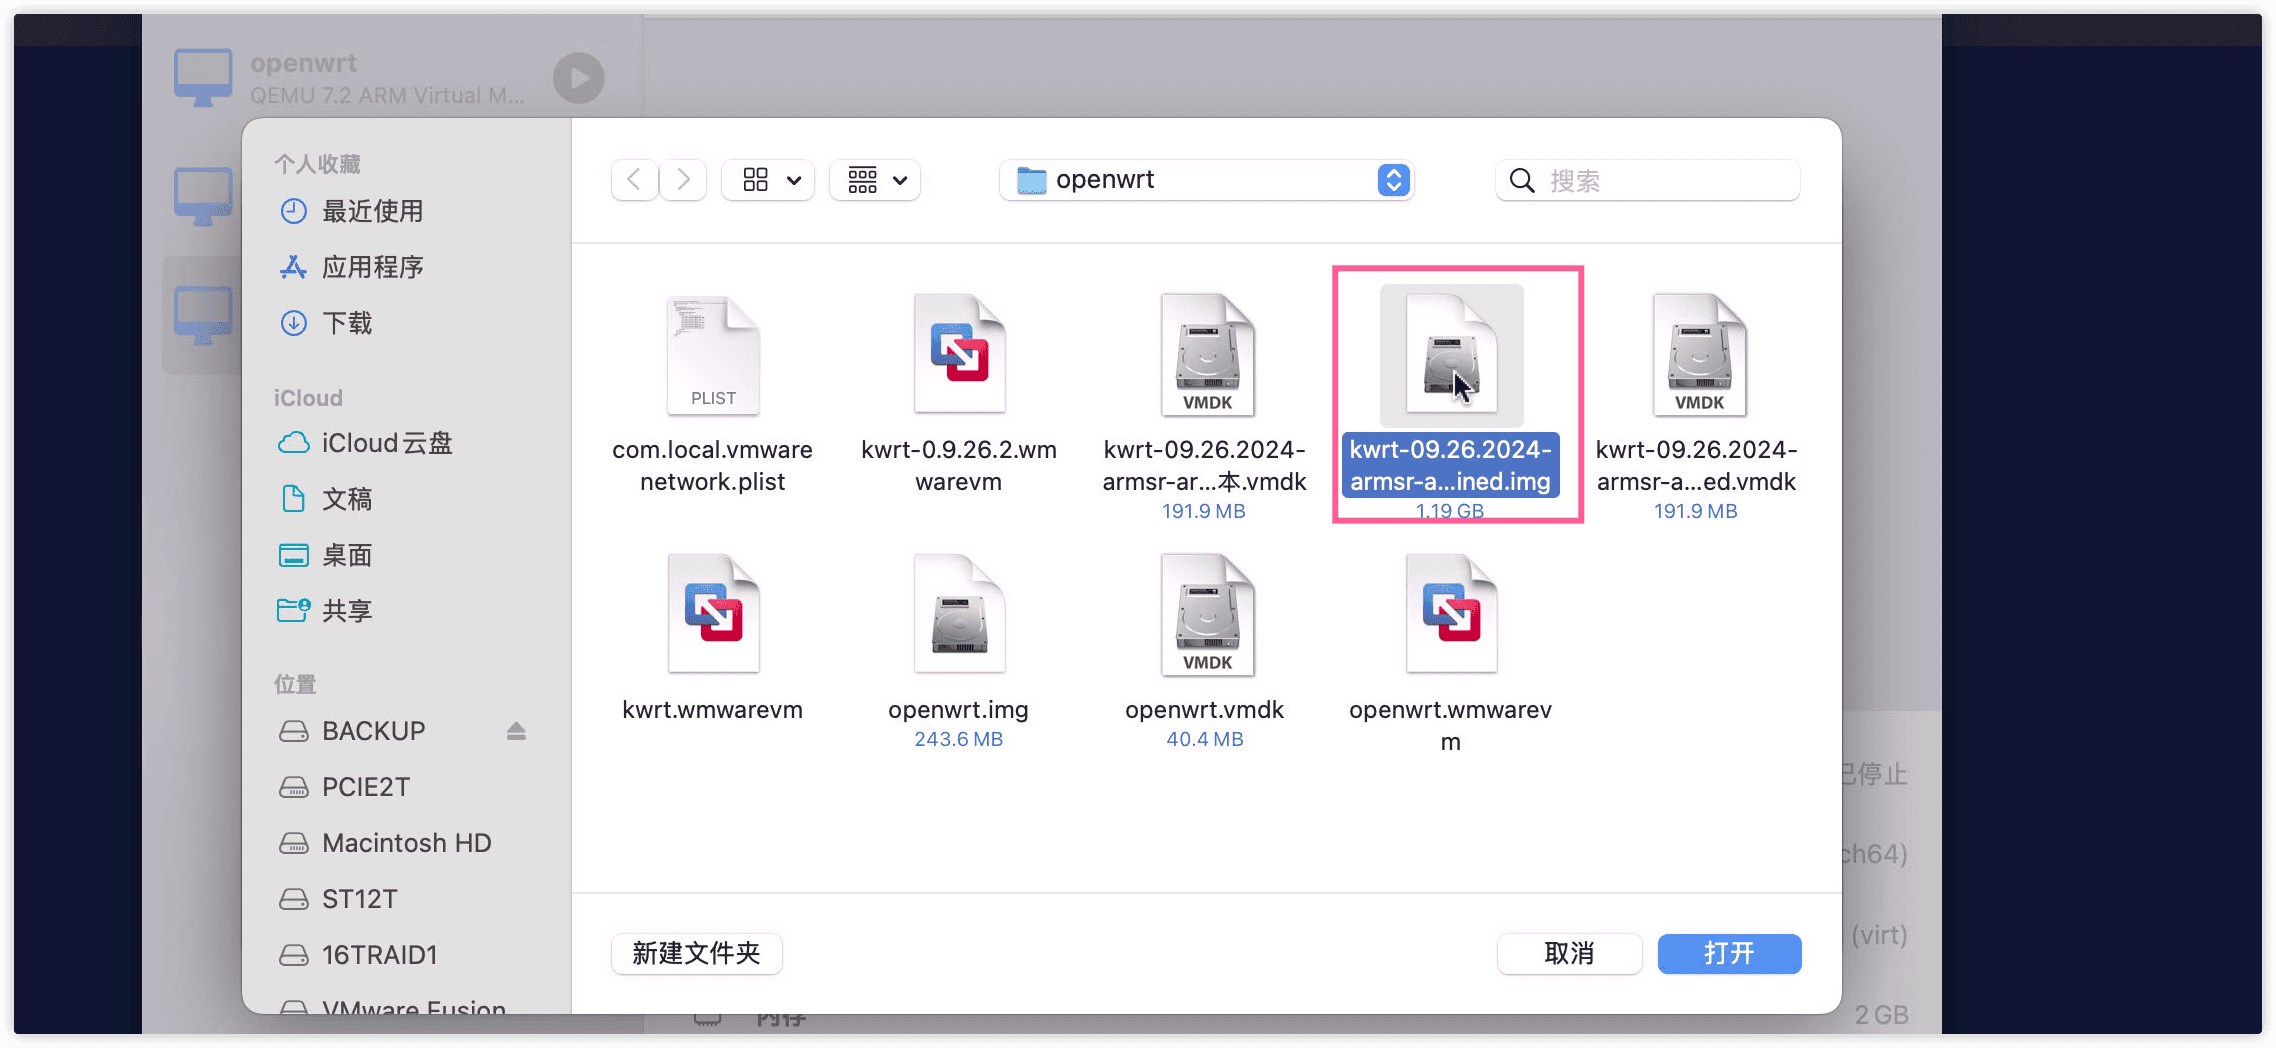 openwrt
QEMU 7.2 ARM Virtual M...
个人收藏
最近使用
应用程序
下载
iCloud
iCloud云盘
文稿
桌面
共享
位置
BACKUP
PCIE2T
Macintosh HD
ST12T
16TRAID1
VMware Fusion
openwrt
搜索
PLIST
com.local.vmware
network.plist
kwrt-0.9.26.2.wm
warevm
VMDK
kwrt-09.26.2024-
armsr-ar...本.vmdk
191.9 MB
kwrt-09.26.2024-
armsr-a...ined.img
1.19 GB
VMDK
kwrt-09.26.2024-
armsr-a...ed.vmdk
191.9 MB
kwrt.wmwarevm
openwrt.img
243.6 MB
VMDK
openwrt.vmdk
40.4 MB
openwrt.wmwarev
m
新建文件夹
取消
打开
已停止
ch64)
(virt)
内存
2 GB